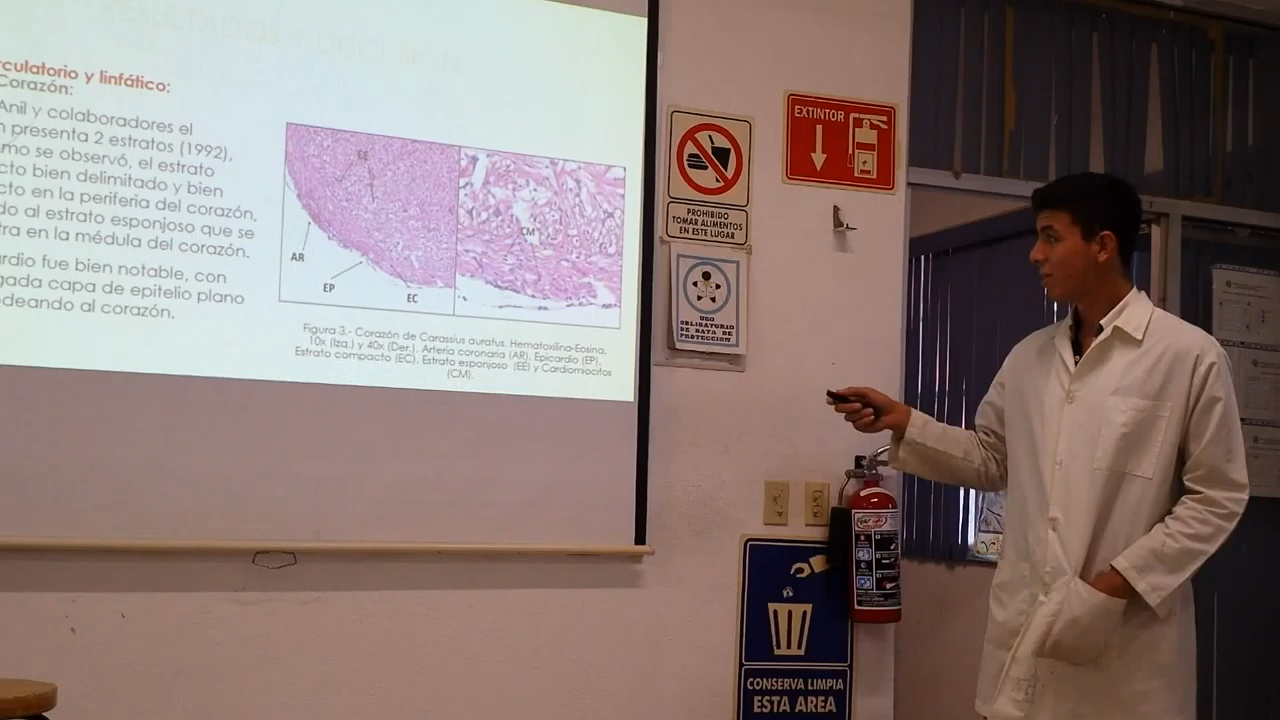 rculatorio y linfático:
Corazón:
Anil y colaboradores el
n presenta 2 estratos (1992),
mo se observó, el estrato
cto bien delimitado y bien
cto en la periferia del corazón,
do al estrato esponjoso que se
tra en la médula del corazón.
rdio fue bien notable, con
gada capa de epitelio plano
odeando al corazón.
EE
CM
AR
EP
EC
Figura 3.- Corazón de Carassius auratus. Hematoxilina-Eosina.
10x (Izq.) y 40x (Der.). Arteria coronaria (AR), Epicardio (EP),
Estrato compacto (EC), Estrato esponjoso (EE) y Cardiomiocitos
(CM).
PROHIBIDO
TOMAR ALIMENTOS
EN ESTE LUGAR
USO
OBLIGATORIO
DE BATA DE
PROTECCION
EXTINTOR
CONSERVA LIMPIA
ESTA AREA